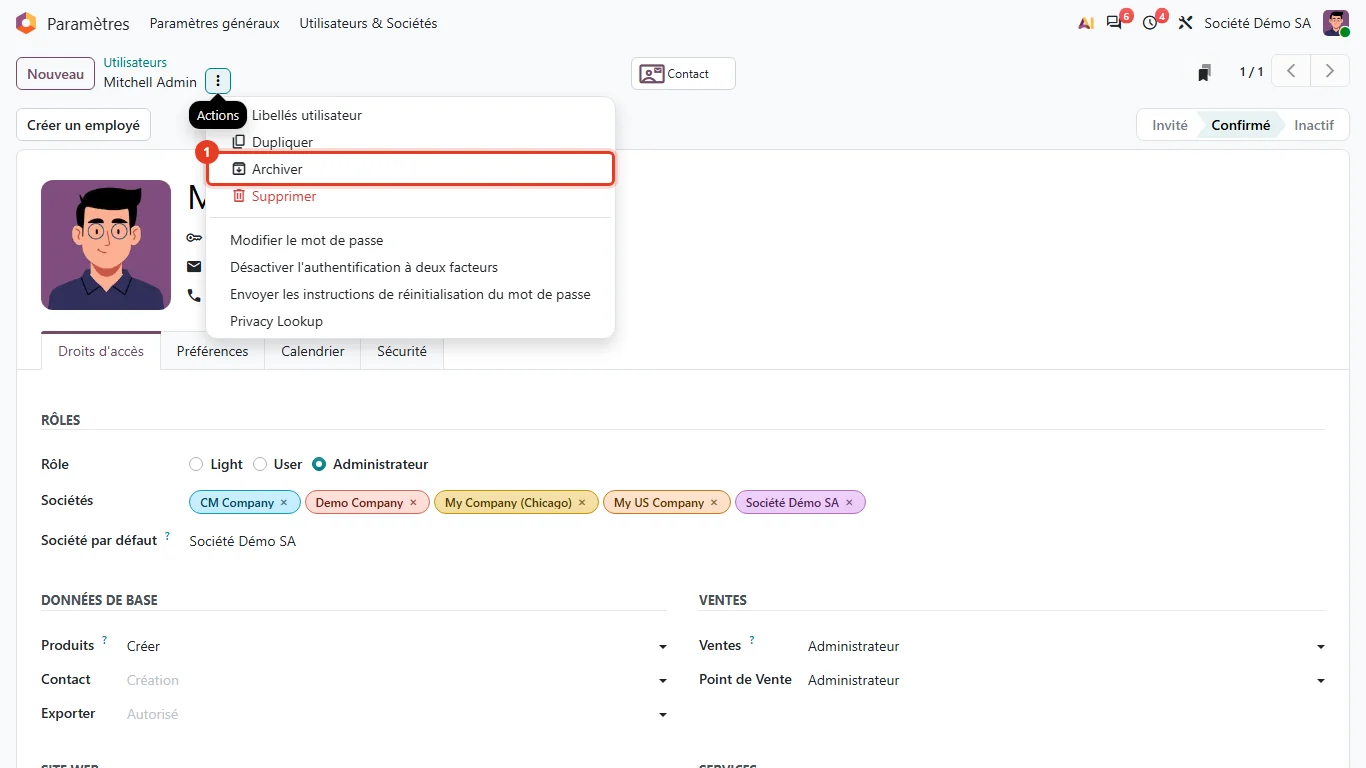 Paramètres Paramètres généraux Utilisateurs & Sociétés AI 6 4 Société Démo SA
Nouveau Utilisateurs Mitchell Admin Contact 1 / 1
Créer un employé Actions Invité Confirmé Inactif
Libellés utilisateur
Dupliquer
1
Archiver
Supprimer
M
Modifier le mot de passe
Désactiver l'authentification à deux facteurs
Envoyer les instructions de réinitialisation du mot de passe
Privacy Lookup
Droits d'accès Préférences Calendrier Sécurité
RÔLES
Rôle Light User Administrateur
Sociétés CM Company × Demo Company × My Company (Chicago) × My US Company × Société Démo SA ×
Société par défaut ? Société Démo SA
DONNÉES DE BASE VENTES
Produits ? Créer Ventes ? Administrateur
Contact Création Point de Vente Administrateur
Exporter Autorisé
SITE WEB SERVICES